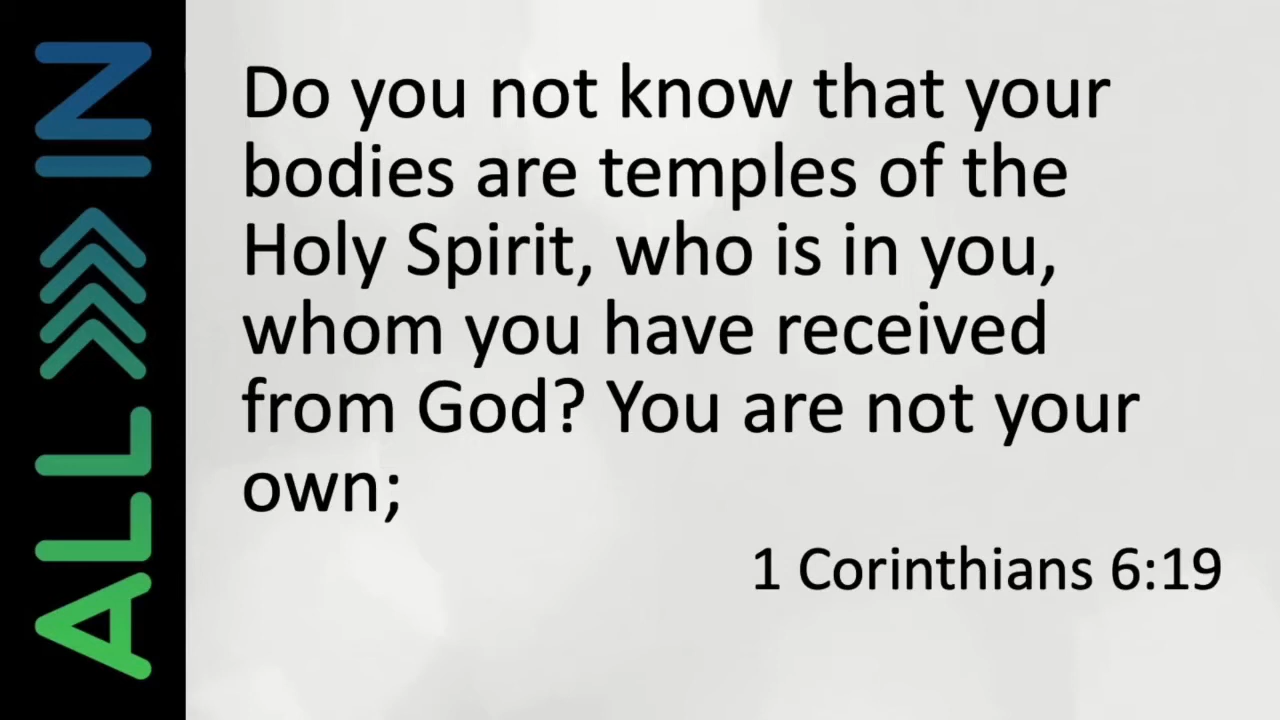 ALL IN
Do you not know that your
bodies are temples of the
Holy Spirit, who is in you,
whom you have received
from God? You are not your
own;
1 Corinthians 6:19